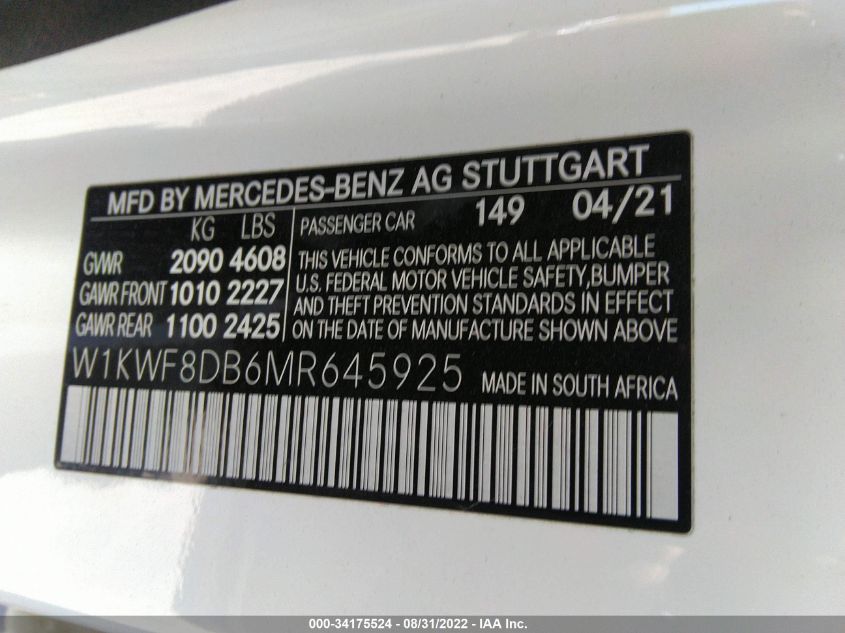 MFD BY MERCEDES-BENZ AG STUTTGART
KG LBS
GVWR 2090 4608
GAWR FRONT 1010 2227
GAWR REAR 1100 2425
PASSENGER CAR 149 04/21
THIS VEHICLE CONFORMS TO ALL APPLICABLE
U.S. FEDERAL MOTOR VEHICLE SAFETY,BUMPER
AND THEFT PREVENTION STANDARDS IN EFFECT
ON THE DATE OF MANUFACTURE SHOWN ABOVE
W1KWF8DB6MR645925 MADE IN SOUTH AFRICA
000-34175524 - 08/31/2022 - IAA Inc.